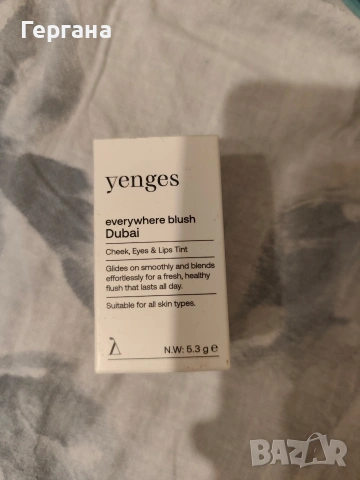 Гергана
yenges
everywhere blush
Dubai
Cheek, Eyes & Lips Tint
Glides on smoothly and blends
effortlessly for a fresh, healthy
flush that lasts all day.
Suitable for all skin types.
N.W: 5.3 g e
BAZAR